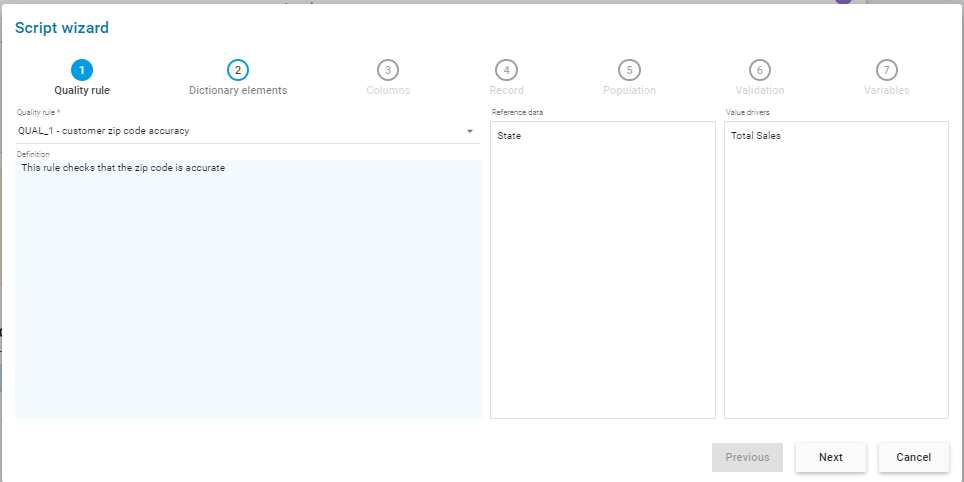 Script wizard
1 2 3 4 5 6 7
Quality rule Dictionary elements Columns Record Population Validation Variables
Quality rule *
QUAL_1 - customer zip code accuracy
Definition
This rule checks that the zip code is accurate
Reference data
State
Value drivers
Total Sales
Previous Next Cancel